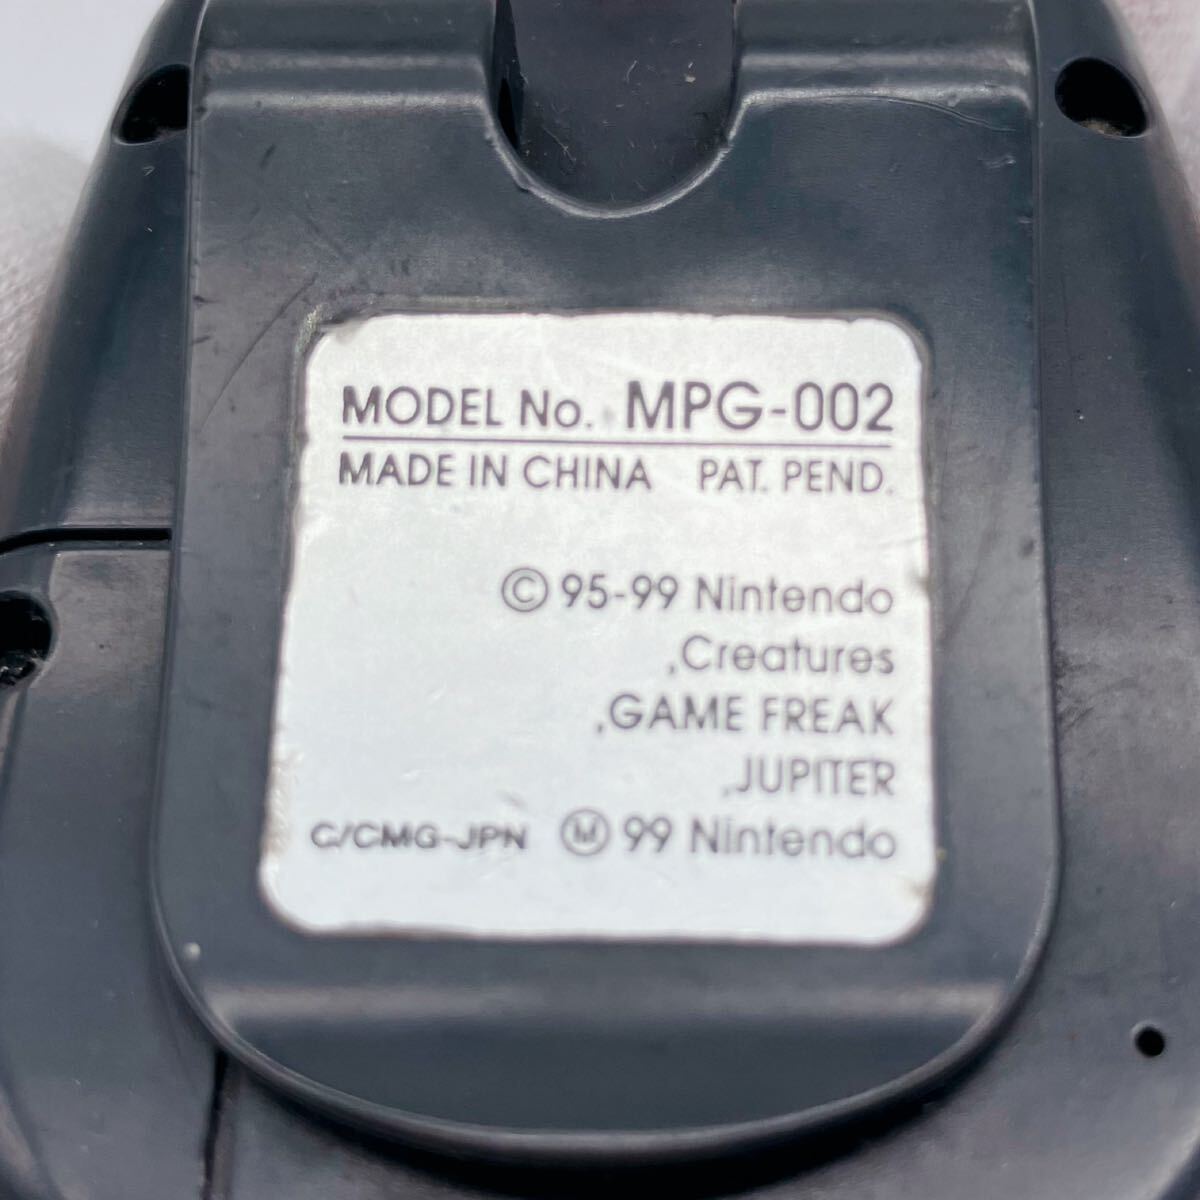 MODEL No. MPG-002
MADE IN CHINA PAT. PEND.
© 95-99 Nintendo
,Creatures
,GAME FREAK
,JUPITER
C/CMG-JPN Ⓜ 99 Nintendo